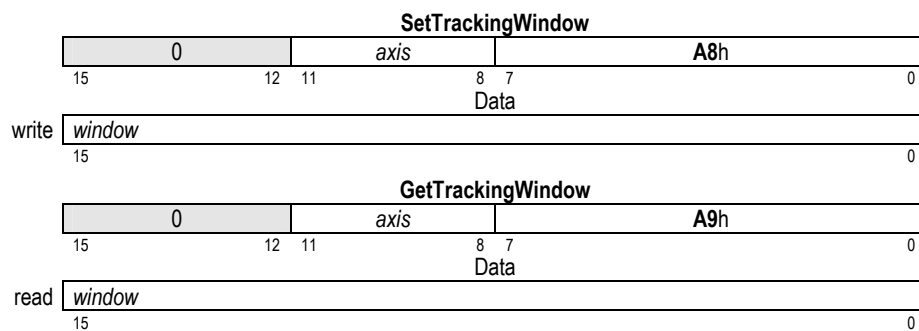 SetTrackingWindow
0 axis A8h
15 12 11 8 7 0
Data
write window
15 0
GetTrackingWindow
0 axis A9h
15 12 11 8 7 0
Data
read window
15 0